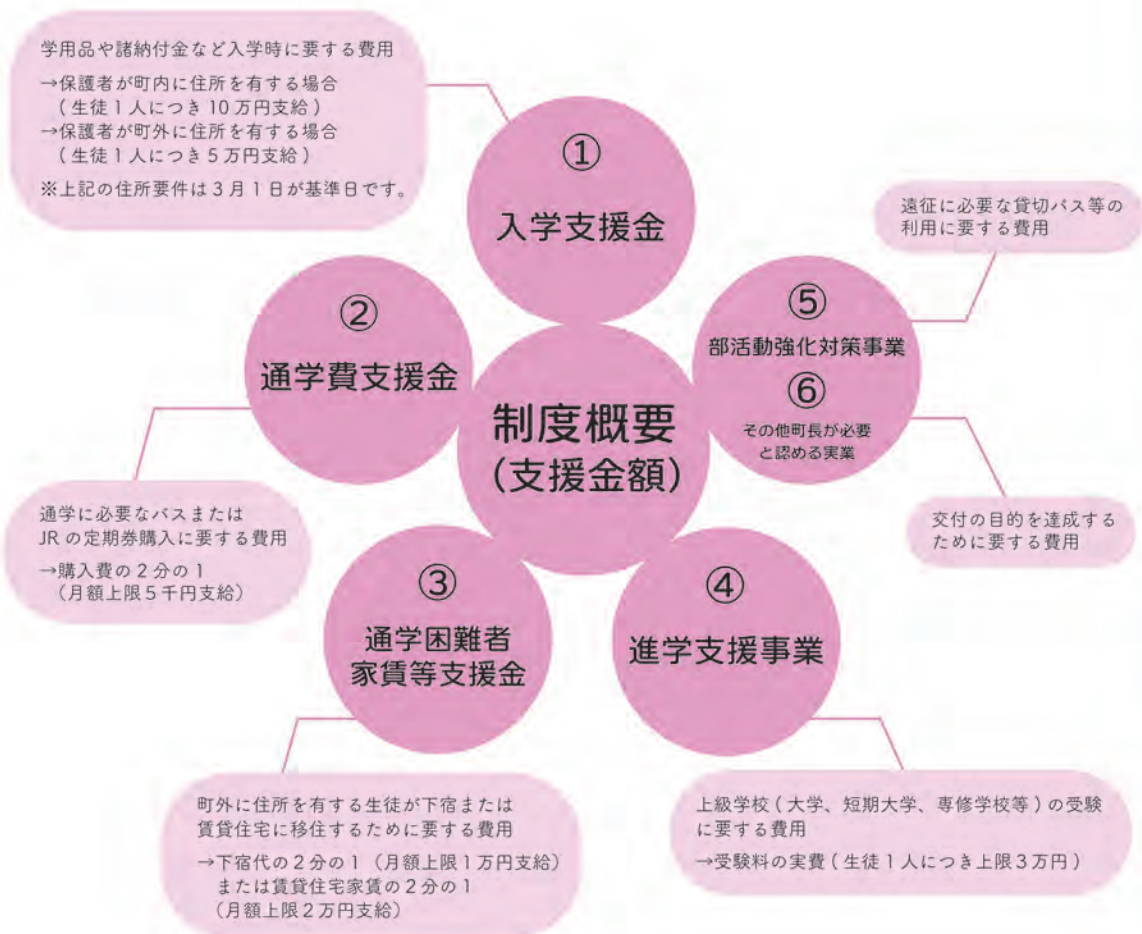 学用品や諸納付金など入学時に要する費用
→保護者が町内に住所を有する場合
（生徒1人につき10万円支給）
→保護者が町外に住所を有する場合
（生徒1人につき5万円支給）
※上記の住所要件は3月1日が基準日です。
①
入学支援金
遠征に必要な貸切バス等の
利用に要する費用
②
通学費支援金
⑤
部活動強化対策事業
⑥
その他町長が必要
と認める実業
制度概要
（支援金額）
通学に必要なバスまたは
JRの定期券購入に要する費用
→購入費の2分の1
（月額上限5千円支給）
交付の目的を達成する
ために要する費用
③
通学困難者
家賃等支援金
④
進学支援事業
町外に住所を有する生徒が下宿または
賃貸住宅に移住するために要する費用
→下宿代の2分の1（月額上限1万円支給）
または賃貸住宅家賃の2分の1
（月額上限2万円支給）
上級学校（大学、短期大学、専修学校等）の受験
に要する費用
→受験料の実費（生徒1人につき上限3万円）